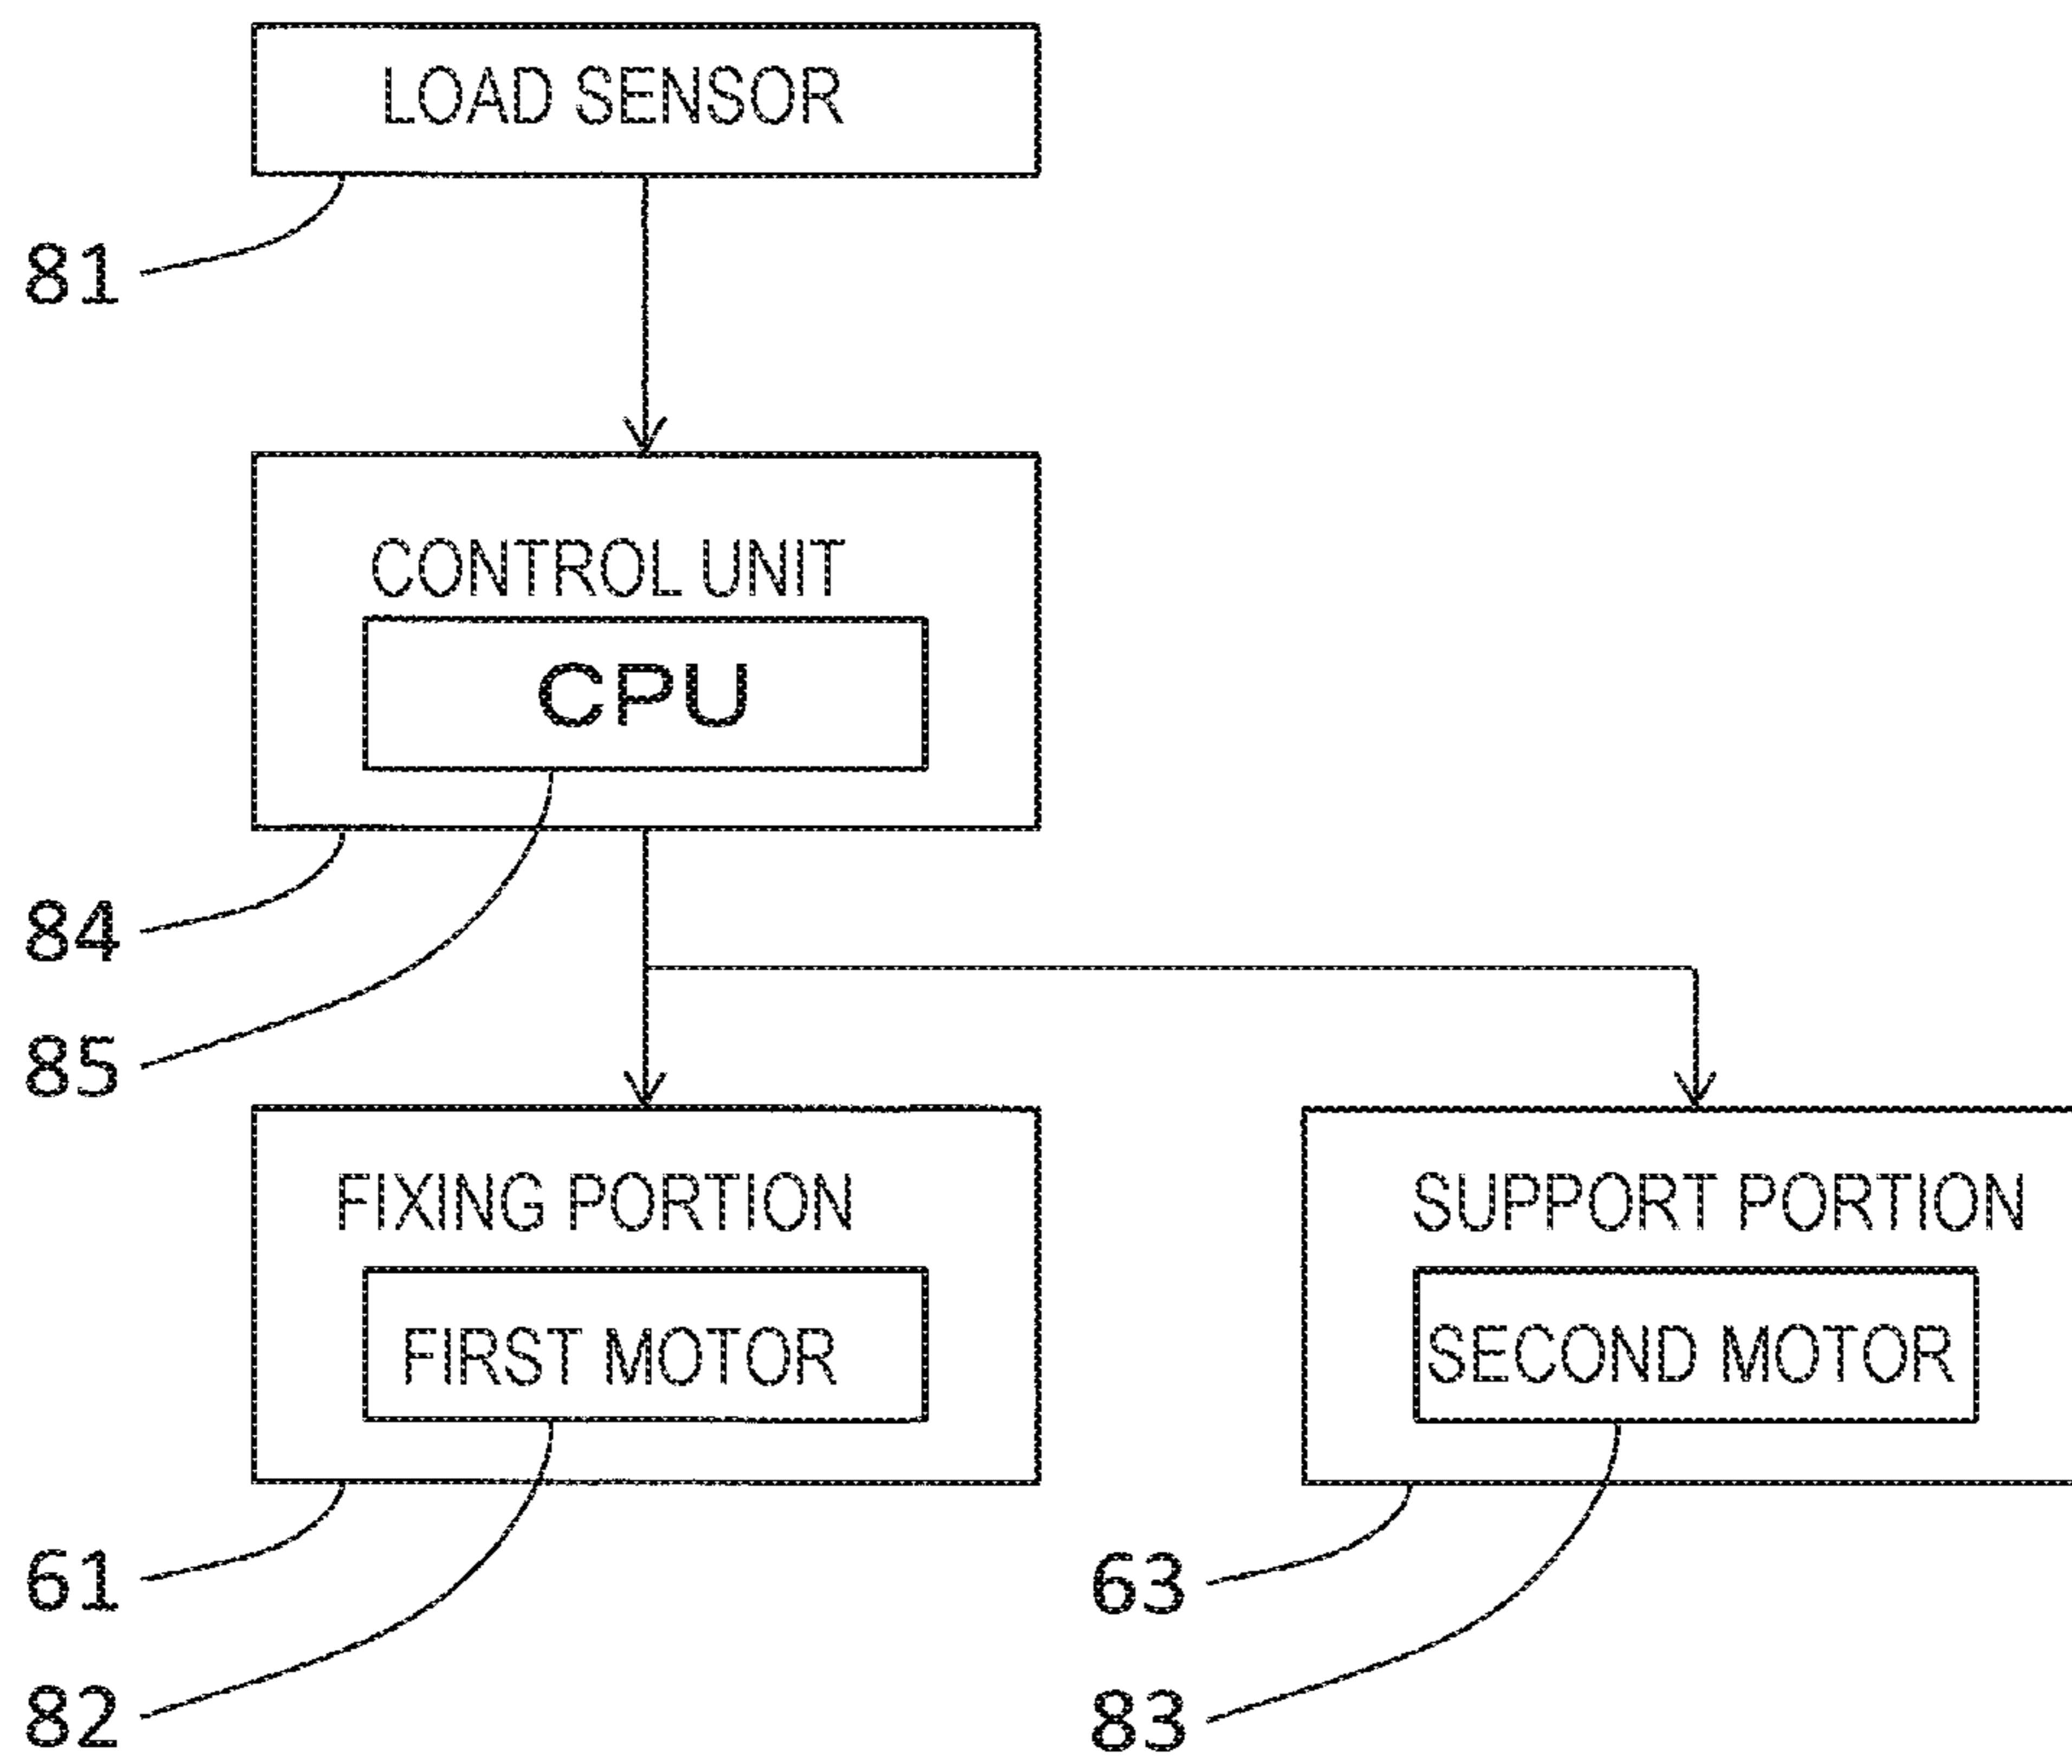 LOAD SENSOR
81
CONTROL UNIT
CPU
84
85
FIXING PORTION
FIRST MOTOR
61
82
SUPPORT PORTION
SECOND MOTOR
63
83